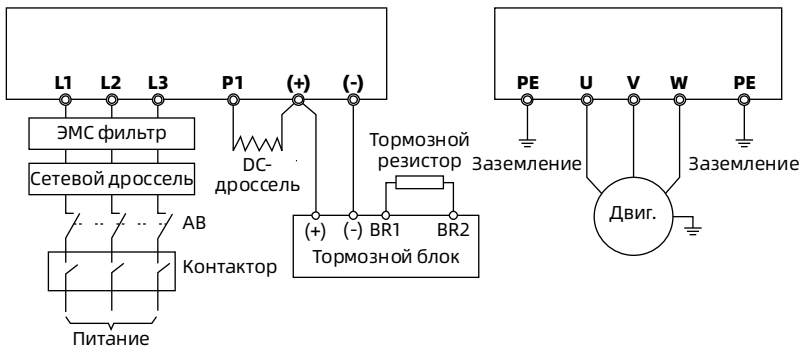 L1 L2 L3 P1 (+) (-)
PE U V W PE
ЭМС фильтр
Сетевой дроссель
АВ
Контактор
Питание
DC-
дроссель
Тормозной
резистор
(+) (-) BR1 BR2
Тормозной блок
Заземление
Заземление
Двиг.